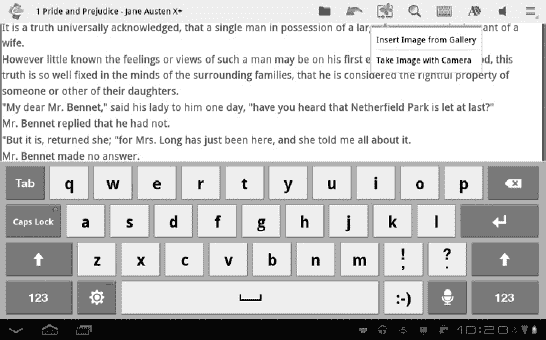 1 Pride and Prejudice - Jane Austen X+
It is a truth universally acknowledged, that a single man in possession of a ant of a
wife.
However little known the feelings or views of such a man may be on his first e od, this
truth is so well fixed in the minds of the surrounding families, that he is considered the rightful property of
someone or other of their daughters.
"My dear Mr. Bennet," said his lady to him one day, "have you heard that Netherfield Park is let at last?"
Mr. Bennet replied that he had not.
"But it is, returned she; "for Mrs. Long has just been here, and she told me all about it.
Mr. Bennet made no answer.
Insert Image from Gallery
Take Image with Camera
Tab q w e r t y u i o p
Caps Lock a s d f g h j k l
z x c v b n m ! , ? .
123 :-) 123
10:20